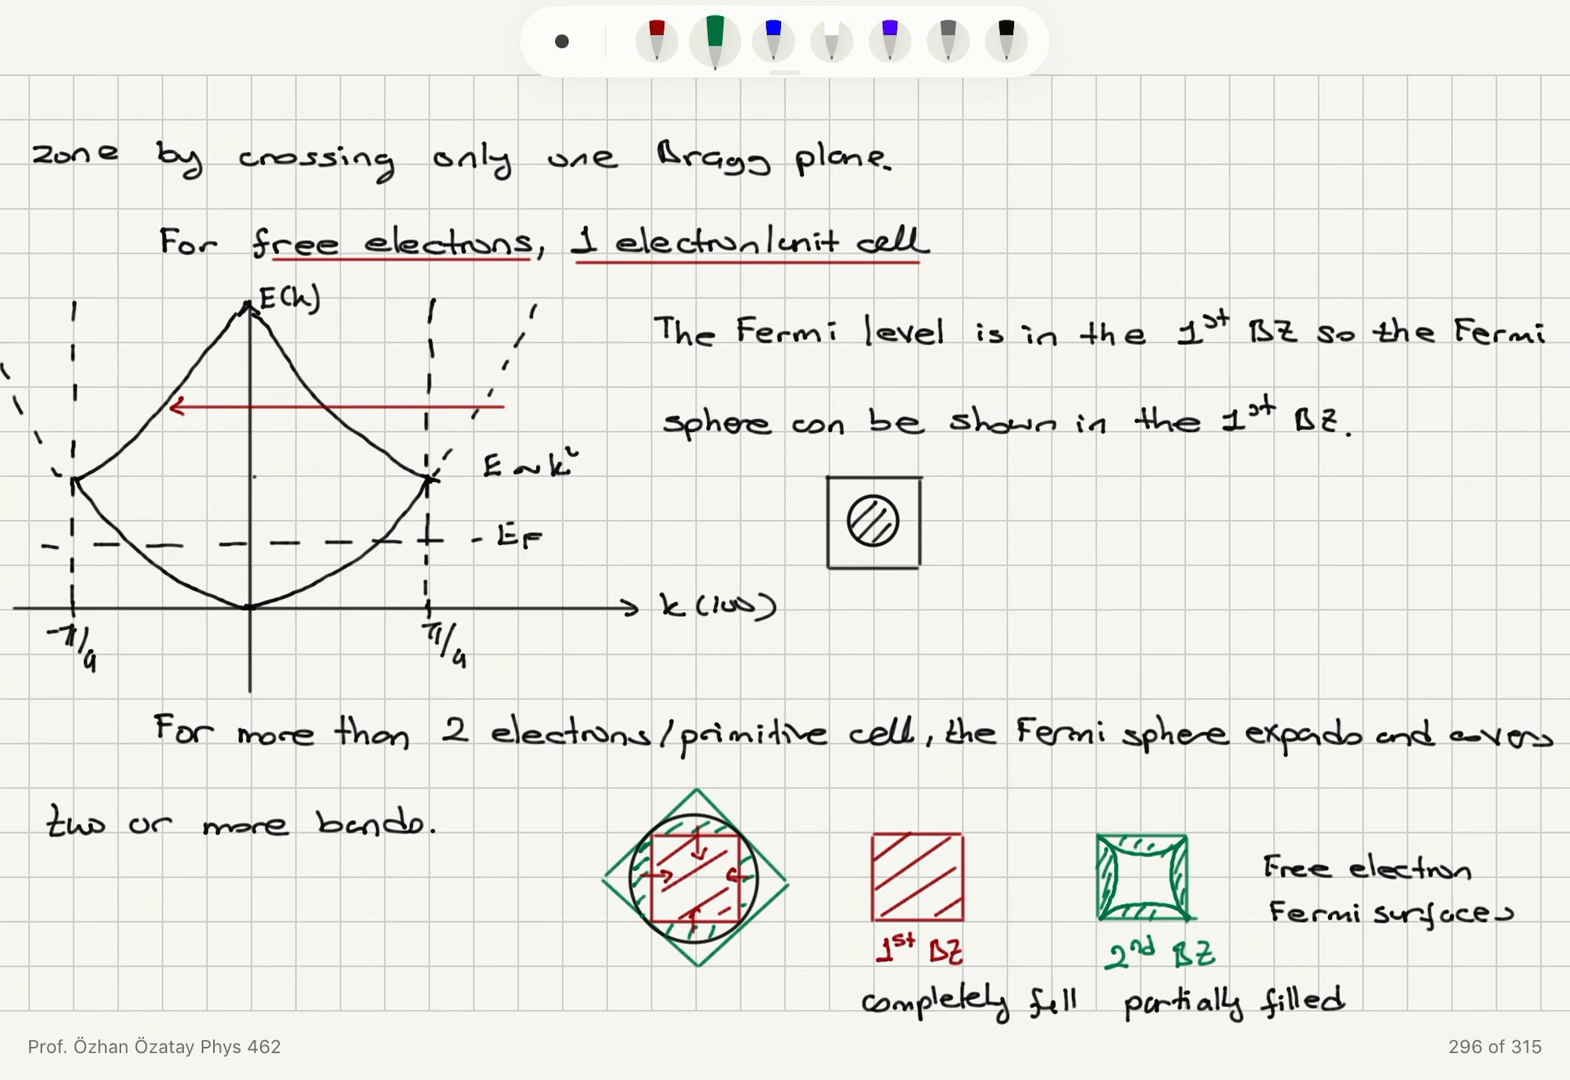 zone by crossing only one Bragg plane.
For free electrons, 1 electron/unit cell
E(k)
The Fermi level is in the 1st BZ so the Fermi
sphere can be shown in the 1st BZ.
E ~ k²
- EF
k (100)
-π/a
π/a
For more than 2 electrons/primitive cell, the Fermi sphere expands and covers
two or more bands.
Free electron
Fermi surfaces
1st BZ
2nd BZ
completely full
partially filled
Prof. Özhan Özatay Phys 462
296 of 315